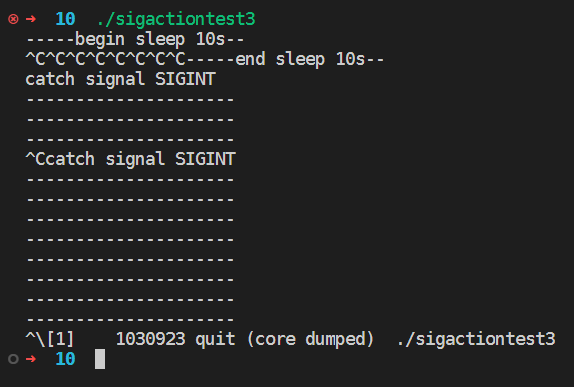 ⊗ ➜  10  ./sigactiontest3
-----begin sleep 10s--
^C^C^C^C^C^C^C^C-----end sleep 10s--
catch signal SIGINT
---------------------
---------------------
---------------------
^Ccatch signal SIGINT
---------------------
---------------------
---------------------
---------------------
---------------------
---------------------
---------------------
---------------------
^\[1]    1030923 quit (core dumped)  ./sigactiontest3
○ ➜  10